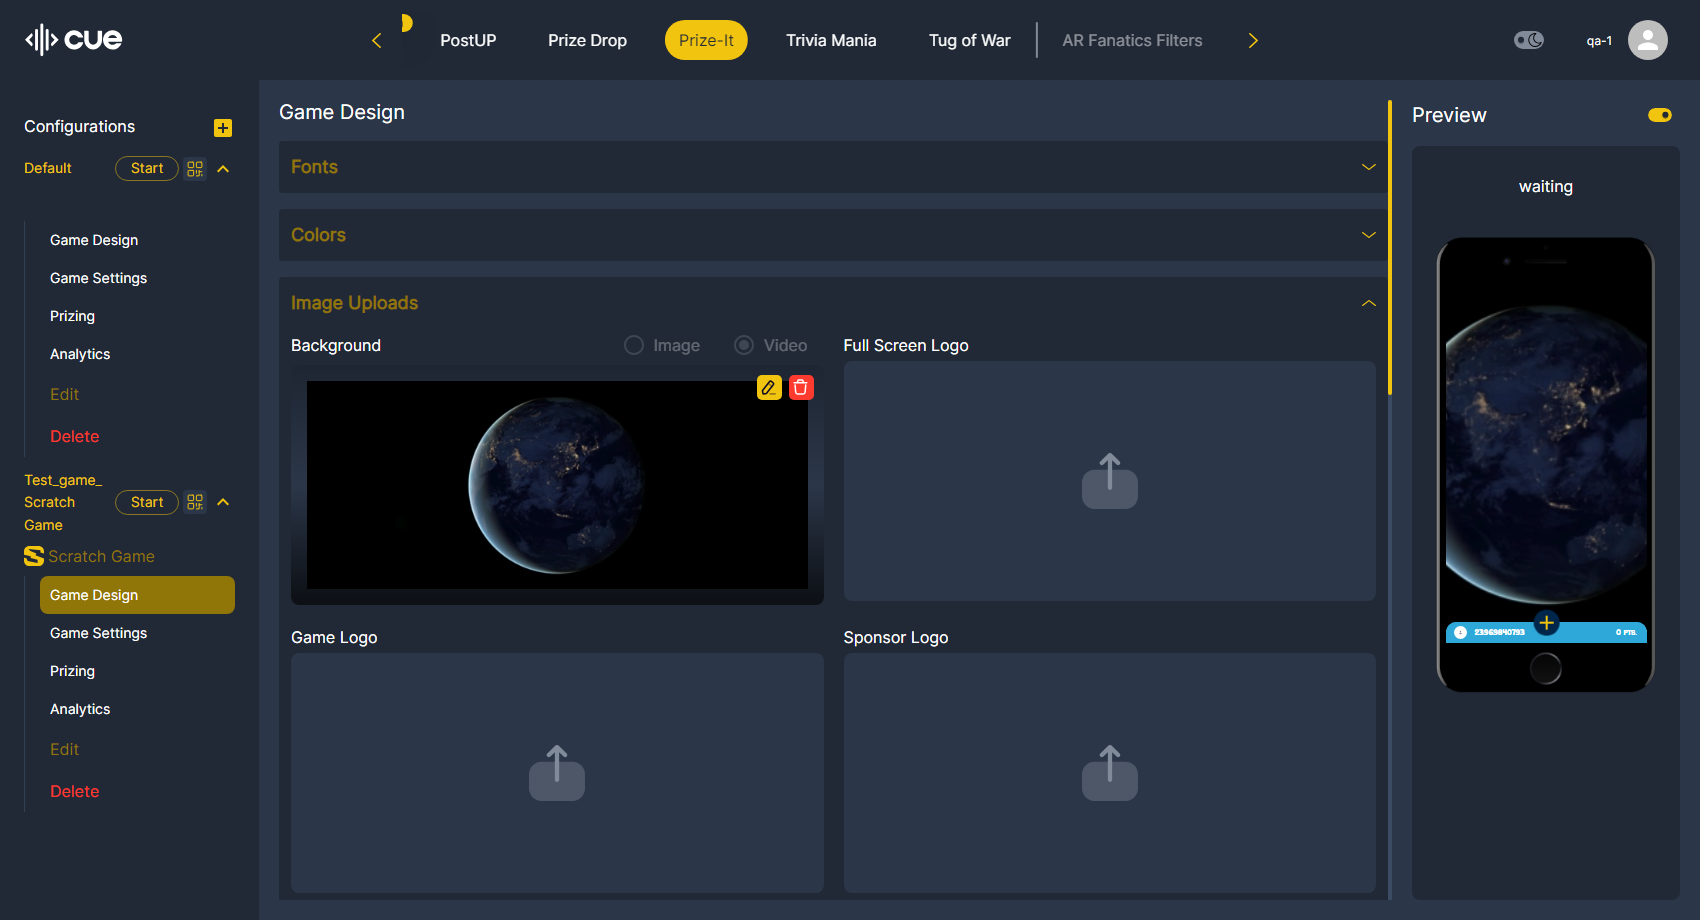 cue
PostUP
Prize Drop
Prize-It
Trivia Mania
Tug of War
AR Fanatics Filters
qa-1
Configurations
Default
Start
Game Design
Game Settings
Prizing
Analytics
Edit
Delete
Test_game_
Scratch
Game
Start
Scratch Game
Game Design
Game Settings
Prizing
Analytics
Edit
Delete
Game Design
Fonts
Colors
Image Uploads
Background
Image
Video
Full Screen Logo
Game Logo
Sponsor Logo
Preview
waiting
23969640793
0 PTS.